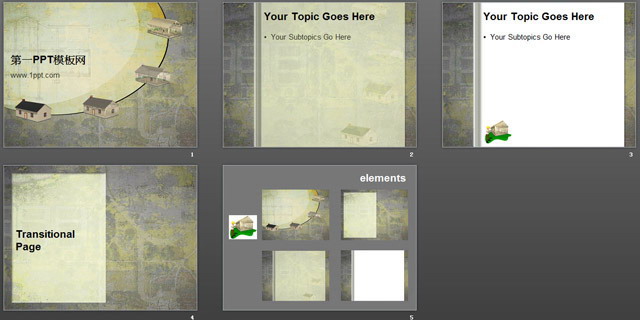 第一PPT模板网
www.1ppt.com
1
Your Topic Goes Here
• Your Subtopics Go Here
2
Your Topic Goes Here
• Your Subtopics Go Here
3
Transitional
Page
4
elements
5